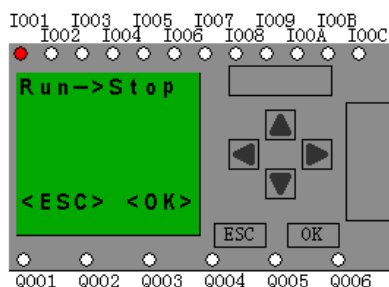 I001 I003 I005 I007 I009 I00B
I002 I004 I006 I008 I00A I00C
Run->Stop
<ESC> <OK>
ESC OK
Q001 Q002 Q003 Q004 Q005 Q006